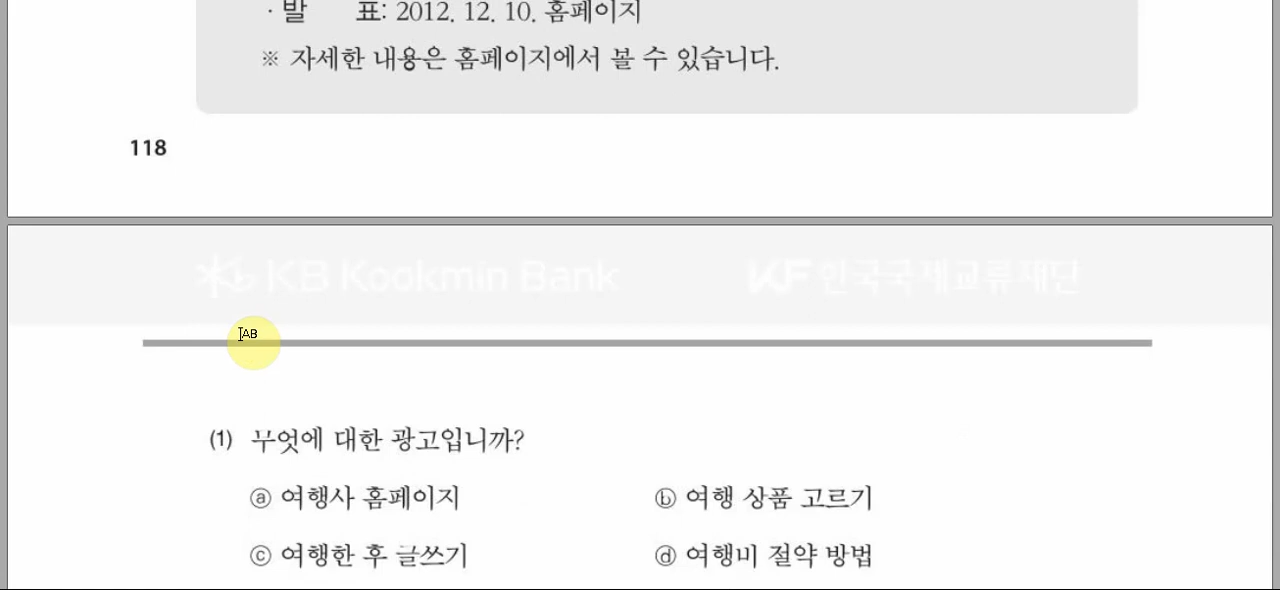 · 발 표: 2012. 12. 10. 홈페이지
※ 자세한 내용은 홈페이지에서 볼 수 있습니다.
118
KB Kookmin Bank KF 한국국제교류재단
AB
(1) 무엇에 대한 광고입니까?
ⓐ 여행사 홈페이지 ⓑ 여행 상품 고르기
ⓒ 여행한 후 글쓰기 ⓓ 여행비 절약 방법